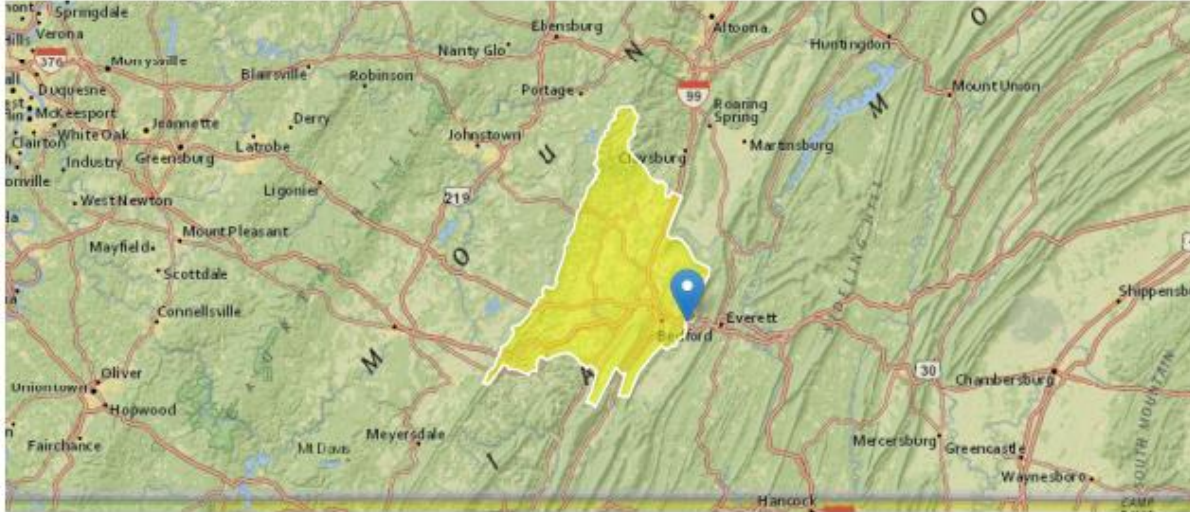 Springdale
Verona
376
Murrysville
Duquesne
McKeesport
White Oak
Clairton
Jeannette
Greensburg
Industry
Derry
Latrobe
West Newton
Mount Pleasant
Mayfield
Scottdale
Connellsville
Oliver
Uniontown
Hopwood
Fairchance
Blairsville
Robinson
Nanty Glo
Ebensburg
Portage
Johnstown
Ligonier
219
Altoona
99
Roaring
Spring
Martinsburg
Claysburg
Huntingdon
Mount Union
Bedford
Everett
Meyersdale
Mt Davis
30
Chambersburg
Mercersburg
Greencastle
Waynesboro
Hancock
SOUTH MOUNTAIN
N
U
O
M
A
I
M
O